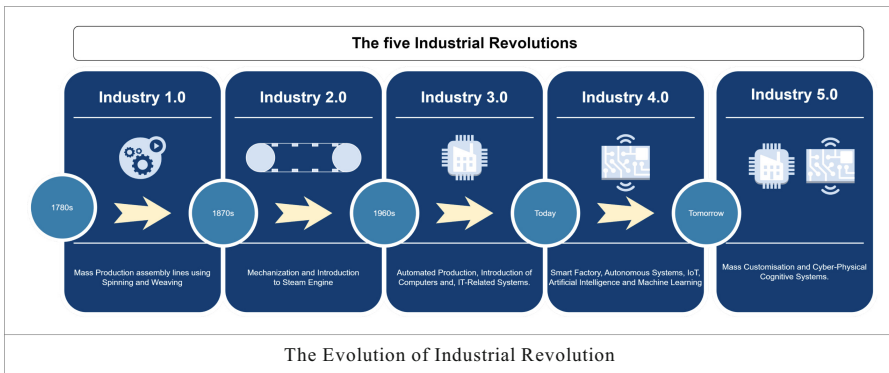 The five Industrial Revolutions
Industry 1.0
Industry 2.0
Industry 3.0
Industry 4.0
Industry 5.0
1780s
1870s
1960s
Today
Tomorrow
Mass Production assembly lines using
Spinning and Weaving
Mechanization and Introduction
to Steam Engine
Automated Production, Introduction of
Computers and, IT-Related Systems.
Smart Factory, Autonomous Systems, IoT,
Artificial Intelligence and Machine Learning
Mass Customisation and Cyber-Physical
Cognitive Systems.
The Evolution of Industrial Revolution